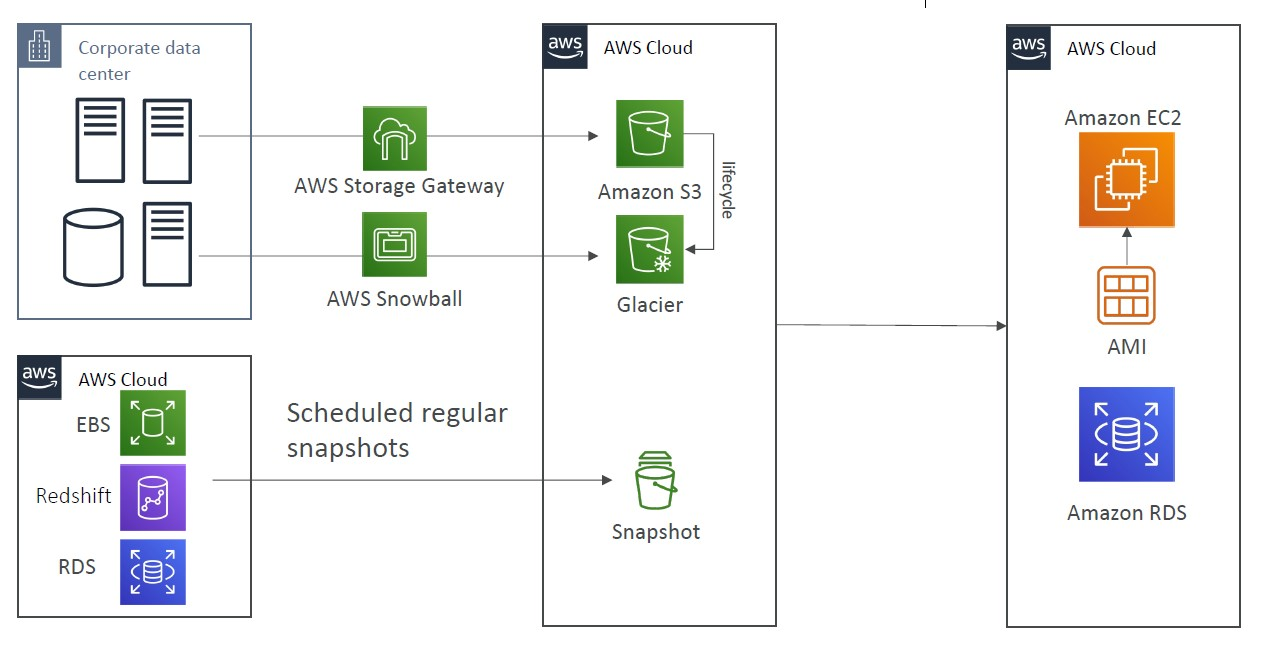 Corporate data
center
AWS Storage Gateway
AWS Snowball
aws
AWS Cloud
EBS
Redshift
RDS
Scheduled regular
snapshots
aws
AWS Cloud
Amazon S3
lifecycle
Glacier
Snapshot
aws
AWS Cloud
Amazon EC2
AMI
Amazon RDS